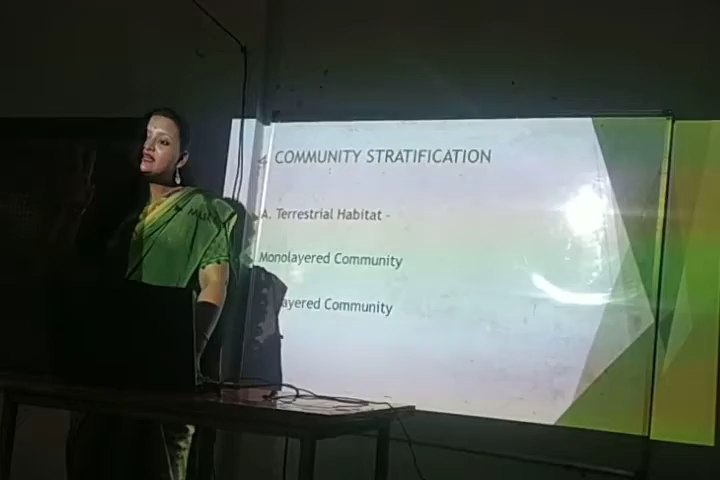 COMMUNITY STRATIFICATION
A. Terrestrial Habitat -
Monolayered Community
ayered Community